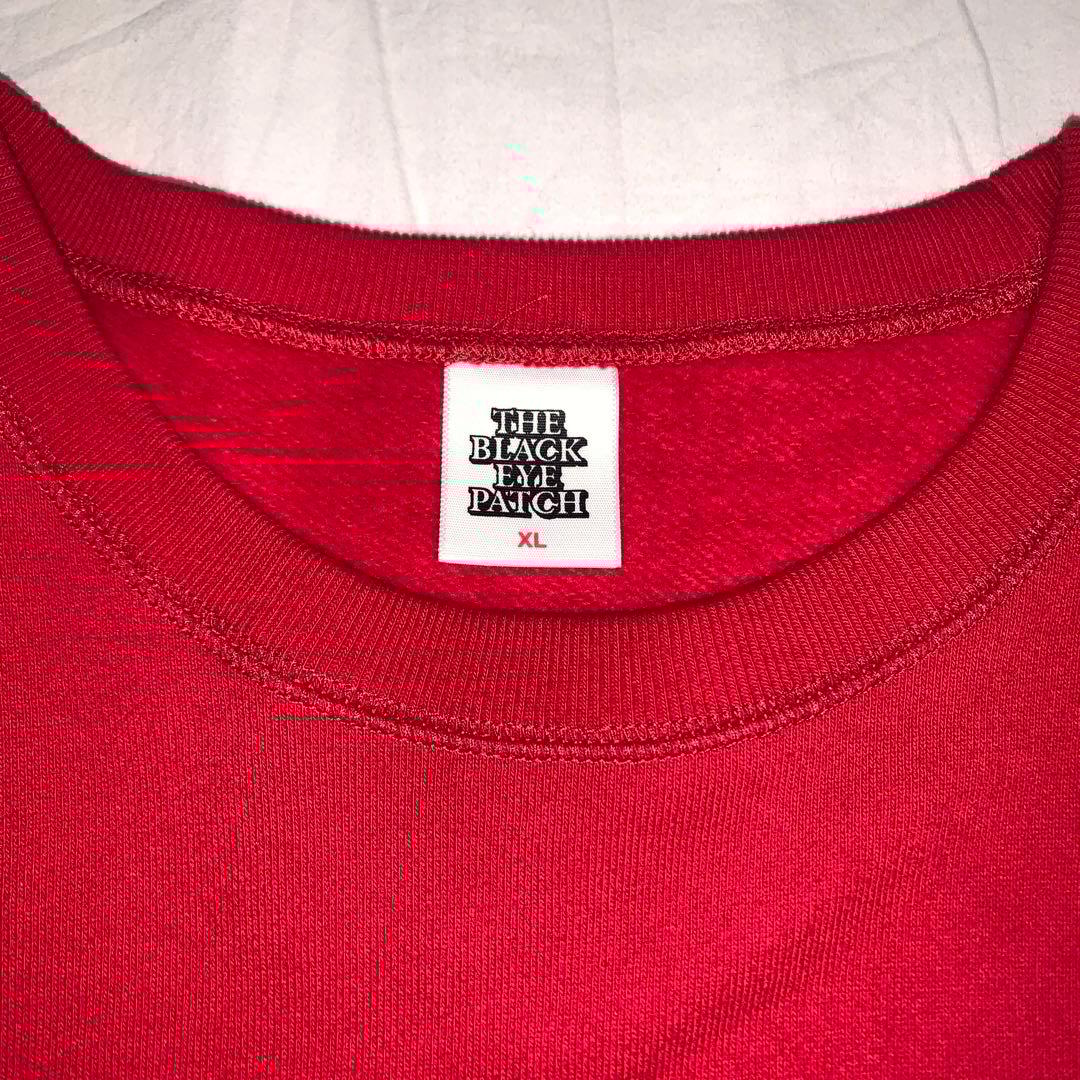 THE
BLACK
EYE
PATCH
XL